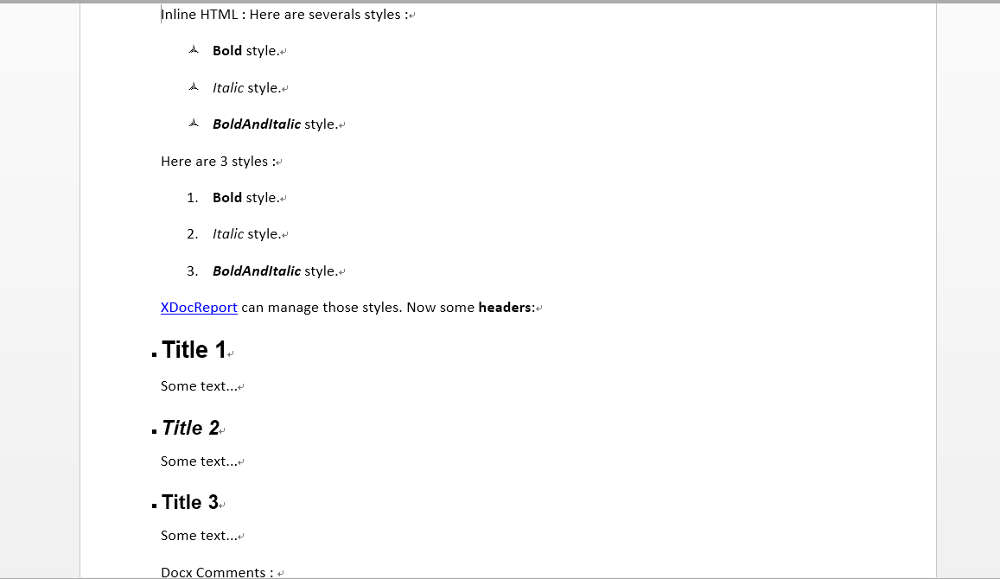 Inline HTML : Here are severals styles :
Bold style.
Italic style.
BoldAndItalic style.
Here are 3 styles :
1. Bold style.
2. Italic style.
3. BoldAndItalic style.
XDocReport can manage those styles. Now some headers:
Title 1
Some text...
Title 2
Some text...
Title 3
Some text...
Docx Comments :